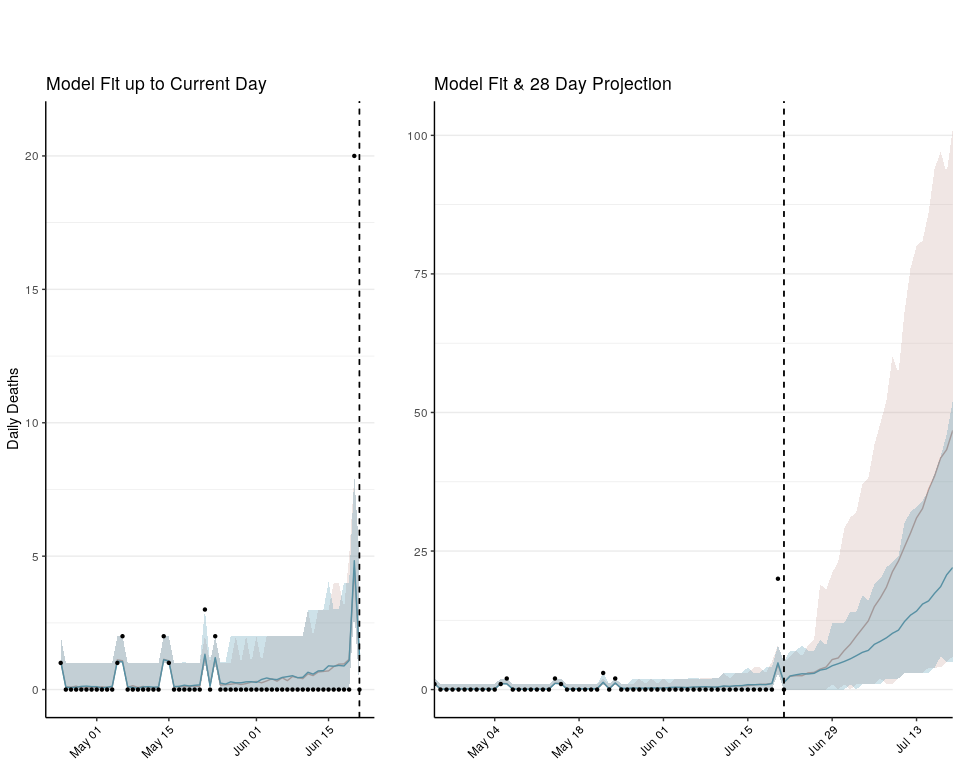 Model Fit up to Current Day
Daily Deaths
20
15
10
5
0
May 01
May 15
Jun 01
Jun 15
Model Fit & 28 Day Projection
100
75
50
25
0
May 04
May 18
Jun 01
Jun 15
Jun 29
Jul 13